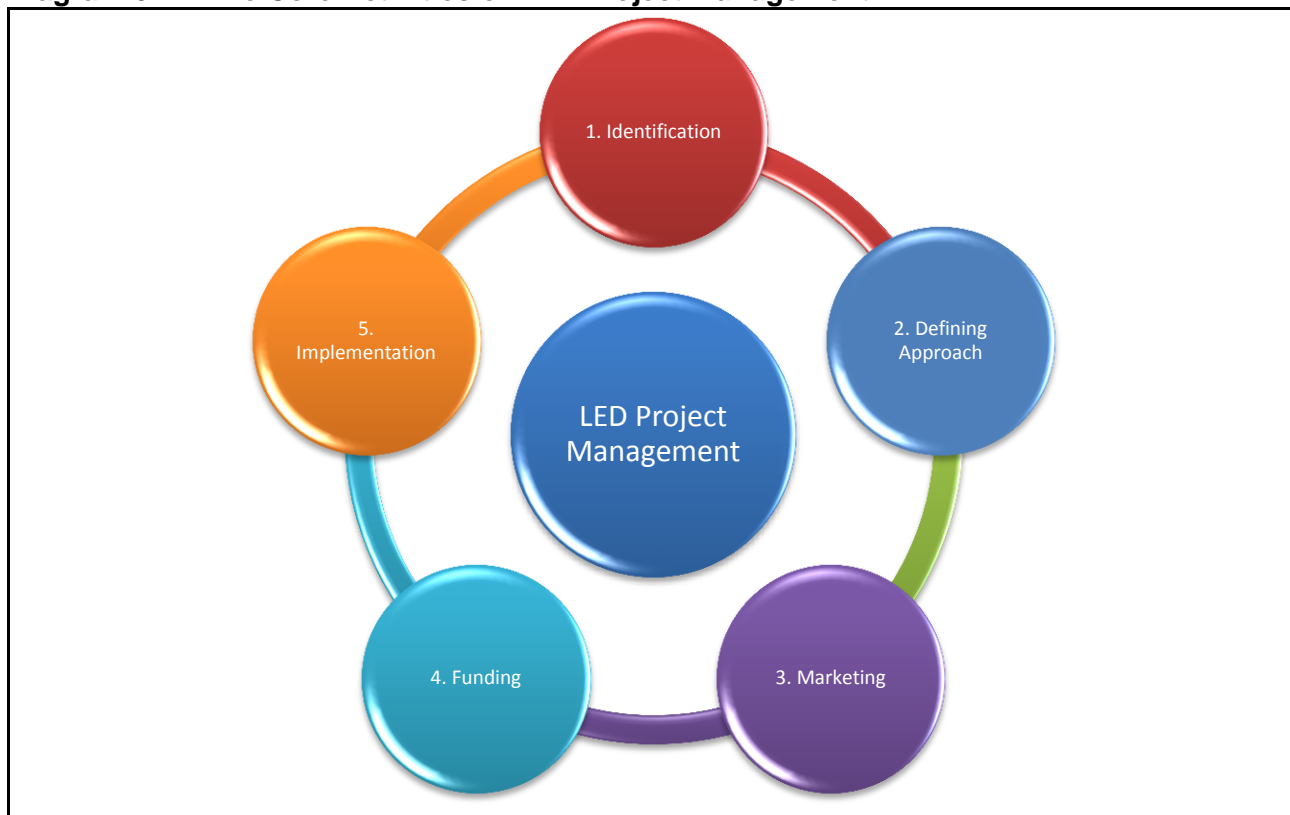 1. Identification
2. Defining
Approach
3. Marketing
4. Funding
5.
Implementation
LED Project
Management